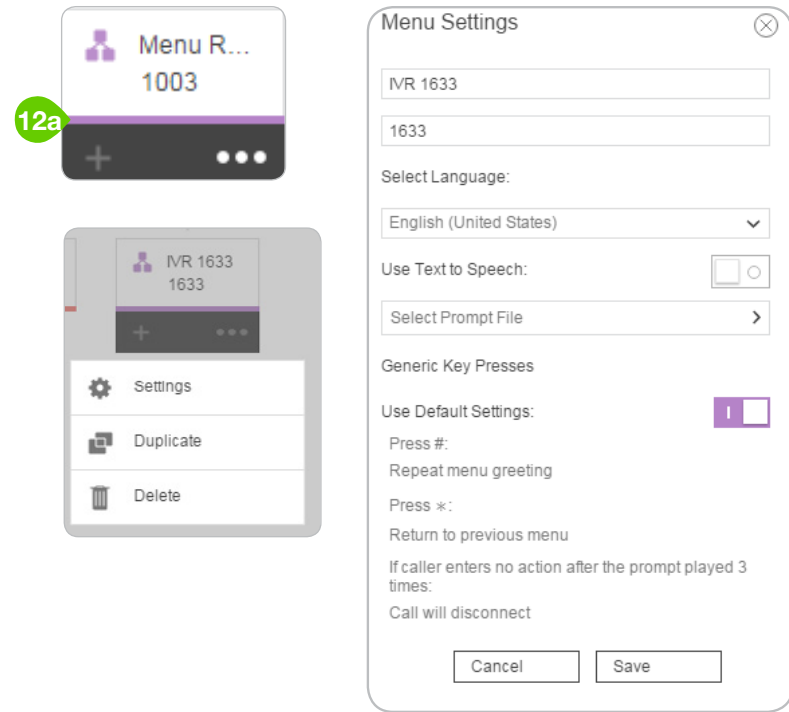 Menu R...
1003
12a
IVR 1633
1633
Settings
Duplicate
Delete
Menu Settings
IVR 1633
1633
Select Language:
English (United States)
Use Text to Speech:
Select Prompt File
Generic Key Presses
Use Default Settings:
Press #:
Repeat menu greeting
Press *:
Return to previous menu
If caller enters no action after the prompt played 3
times:
Call will disconnect
Cancel
Save